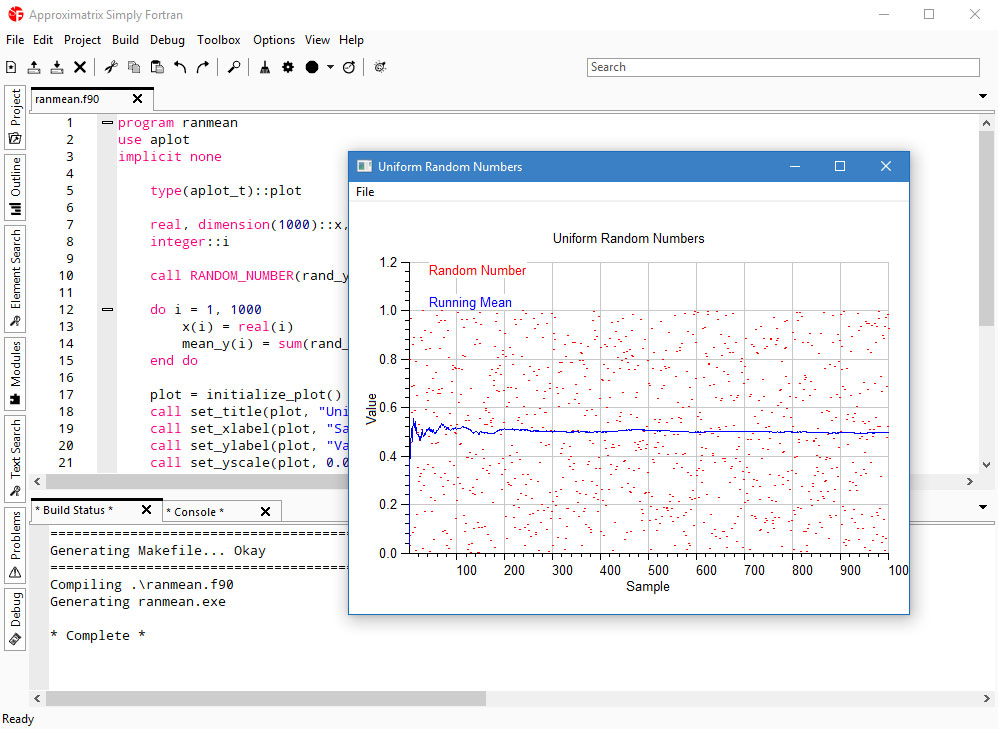 Approximatrix Simply Fortran
File Edit Project Build Debug Toolbox Options View Help
Search
Project
Outline
Element Search
Modules
Text Search
Problems
Debug
ranmean.f90
1 program ranmean
2 use aplot
3 implicit none
4
5 type(aplot_t)::plot
6
7 real, dimension(1000)::x,
8 integer::i
9
10 call RANDOM_NUMBER(rand_y
11
12 do i = 1, 1000
13 x(i) = real(i)
14 mean_y(i) = sum(rand_
15 end do
16
17 plot = initialize_plot()
18 call set_title(plot, "Uni
19 call set_xlabel(plot, "Sa
20 call set_ylabel(plot, "Va
21 call set_yscale(plot, 0.0
Uniform Random Numbers
File
Uniform Random Numbers
Random Number
Running Mean
1.2
1.0
0.8
0.6
0.4
0.2
0.0
Value
100 200 300 400 500 600 700 800 900 100
Sample
* Build Status * * Console *
==========================================
Generating Makefile... Okay
==========================================
Compiling .\ranmean.f90
Generating ranmean.exe
* Complete *
Ready